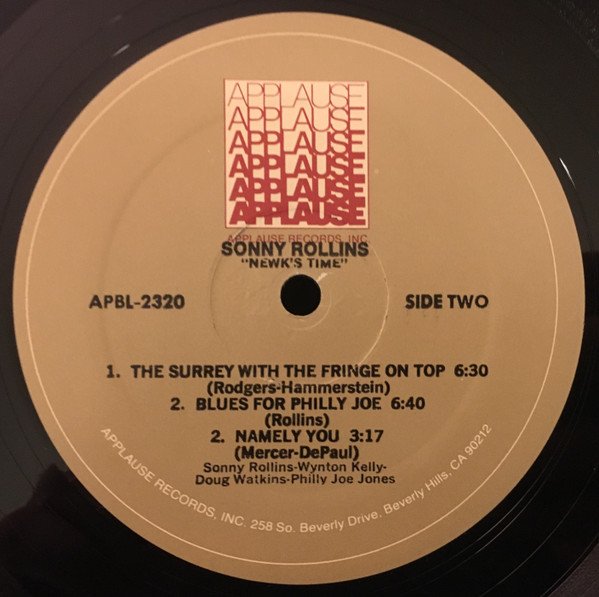 APPLAUSE
APPLAUSE
APPLAUSE
APPLAUSE
APPLAUSE
APPLAUSE
APPLAUSE RECORDS, INC.
SONNY ROLLINS
"NEWK'S TIME"
APBL-2320
SIDE TWO
1. THE SURREY WITH THE FRINGE ON TOP 6:30
(Rodgers-Hammerstein)
2. BLUES FOR PHILLY JOE 6:40
(Rollins)
2. NAMELY YOU 3:17
(Mercer-DePaul)
Sonny Rollins-Wynton Kelly-
Doug Watkins-Philly Joe Jones
APPLAUSE RECORDS, INC. 258 So. Beverly Drive, Beverly Hills, CA 90212